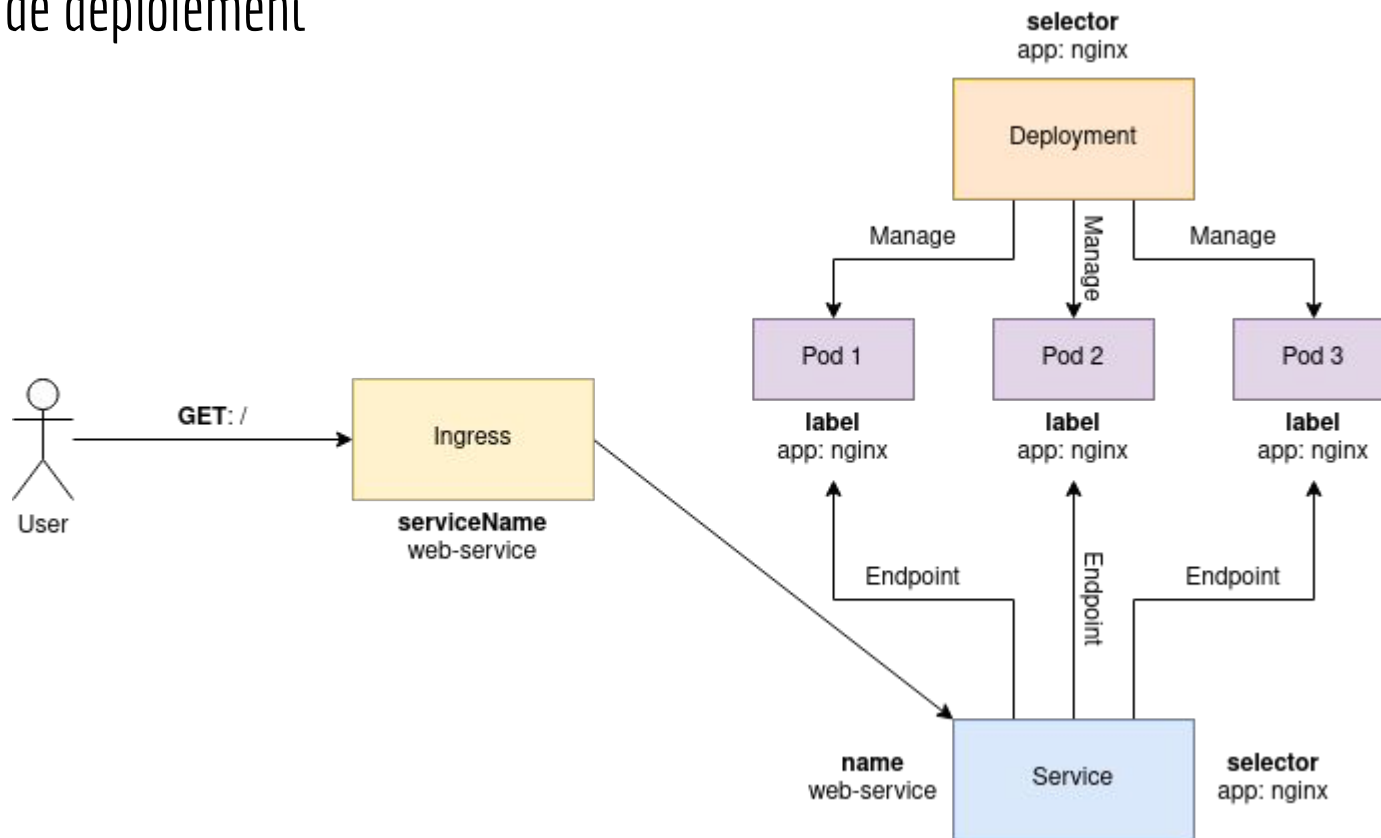 de déploiement
selector
app: nginx
Deployment
Manage
Manage
Manage
Pod 1
Pod 2
Pod 3
label
app: nginx
label
app: nginx
label
app: nginx
GET: /
Ingress
User
serviceName
web-service
Endpoint
Endpoint
Endpoint
name
web-service
Service
selector
app: nginx